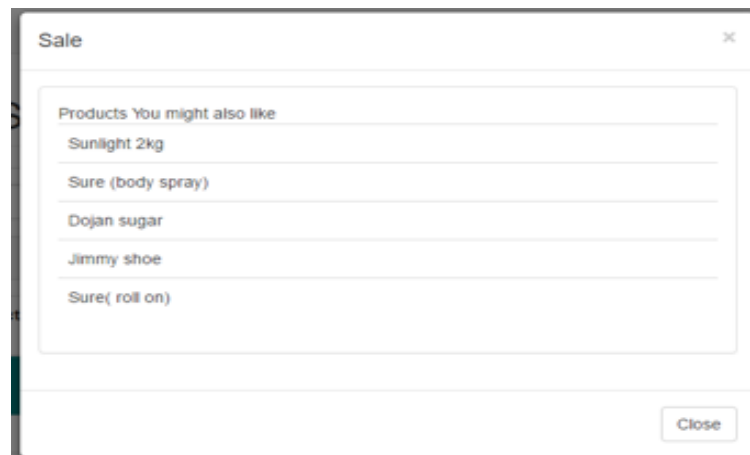 Sale ×
Products You might also like
Sunlight 2kg
Sure (body spray)
Dojan sugar
Jimmy shoe
Sure( roll on)
Close